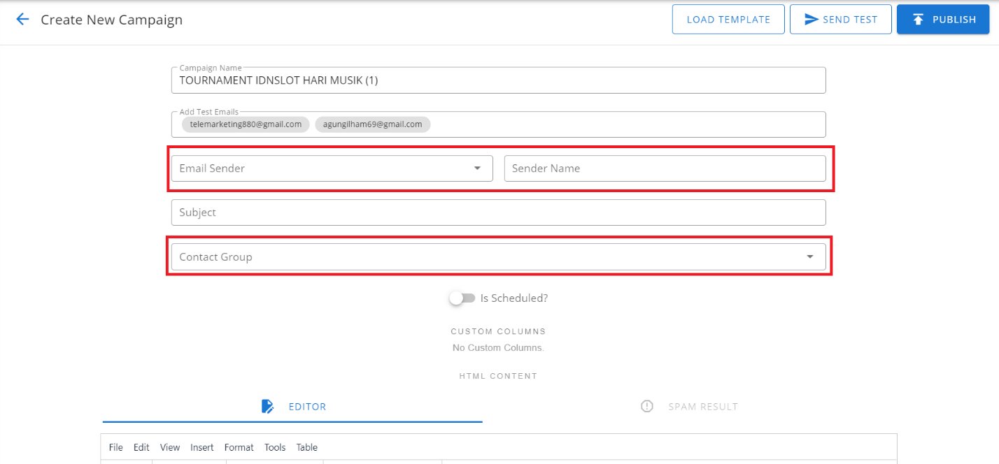 Create New Campaign
LOAD TEMPLATE
SEND TEST
PUBLISH
Campaign Name
TOURNAMENT IDNSLOT HARI MUSIK (1)
Add Test Emails
telemarketing880@gmail.com agungilham69@gmail.com
Email Sender
Sender Name
Subject
Contact Group
Is Scheduled?
CUSTOM COLUMNS
No Custom Columns.
HTML CONTENT
EDITOR
SPAM RESULT
File Edit View Insert Format Tools Table